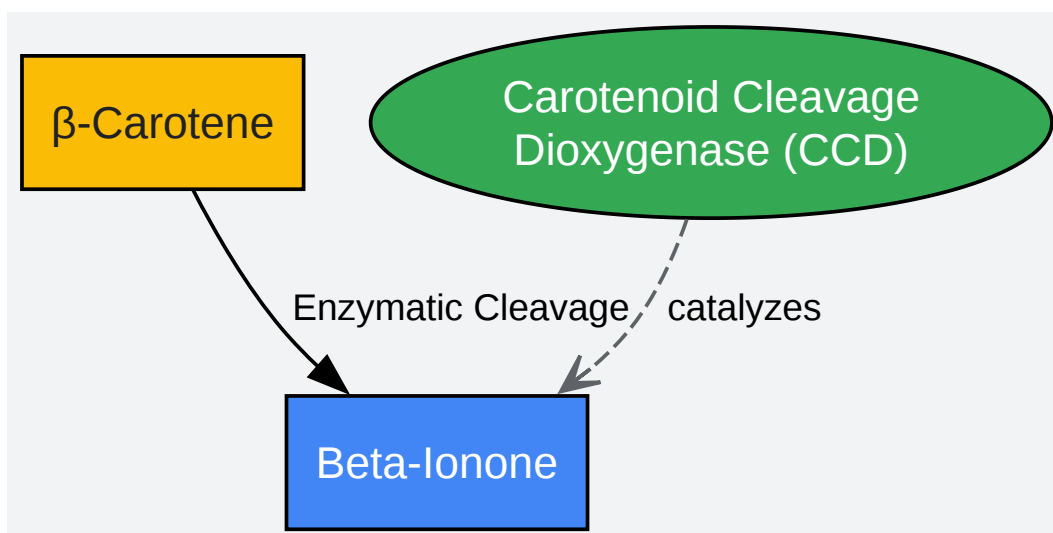 β-Carotene
Carotenoid Cleavage
Dioxygenase (CCD)
Enzymatic Cleavage
catalyzes
Beta-Ionone